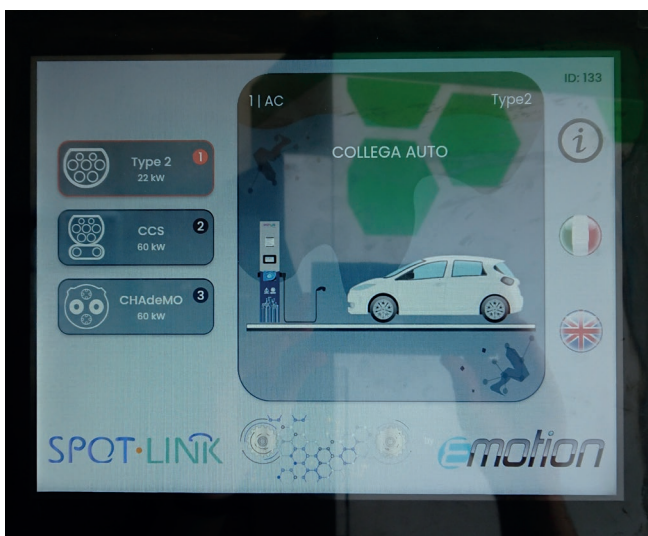 ID: 133
1 | AC
Type2
COLLEGA AUTO
Type 2
1
22 kW
CCS
2
60 kW
CHAdeMO
3
60 kW
i
SPOT·LINK
Emotion